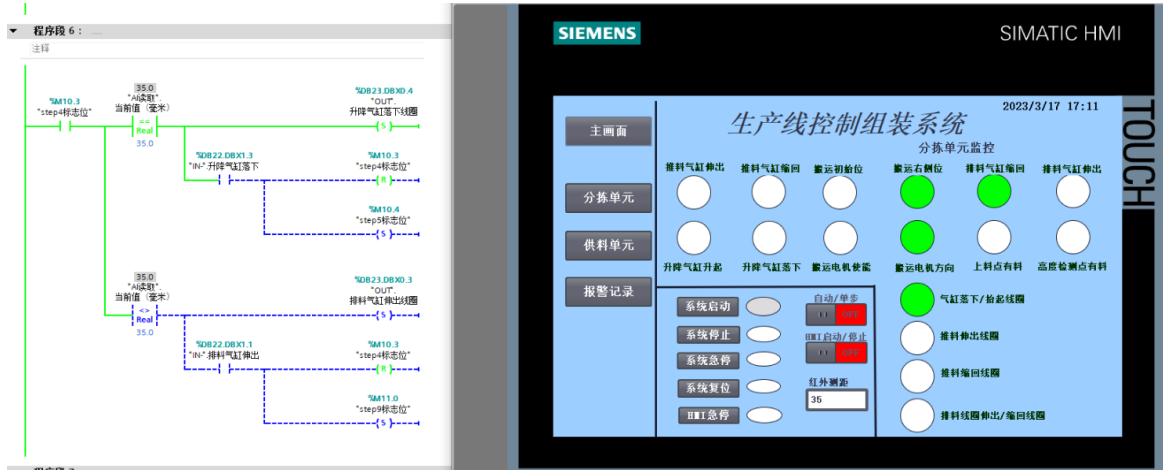 程序段 6：
注释
%M10.3
"step4标志位"
35.0
"AI读取".
当前值（毫米）
==
Real
35.0
%DB23.DBX0.4
"OUT".
升降气缸落下线圈
S
%DB22.DBX1.3
"IN-".升降气缸落下
%M10.3
"step4标志位"
R
%M10.4
"step5标志位"
S
35.0
"AI读取".
当前值（毫米）
<>
Real
35.0
%DB23.DBX0.3
"OUT".
推料气缸伸出线圈
S
%DB22.DBX1.1
"IN-".推料气缸伸出
%M10.3
"step4标志位"
R
%M11.0
"step9标志位"
S
SIEMENS
SIMATIC HMI
TOUCH
2023/3/17 17:11
主画面
生产线控制组装系统
分拣单元监控
推料气缸伸出
推料气缸缩回
搬运初始位
搬运右侧位
推料气缸缩回
推料气缸伸出
分拣单元
供料单元
报警记录
升降气缸升起
升降气缸落下
搬运电机使能
搬运电机方向
上料点有料
高度检测点有料
系统启动
自动/单步
OFF
气缸落下/抬起线圈
系统停止
HMI启动/停止
OFF
推料伸出线圈
系统急停
系统复位
红外测距
35
推料缩回线圈
HMI急停
推料线圈伸出/缩回线圈